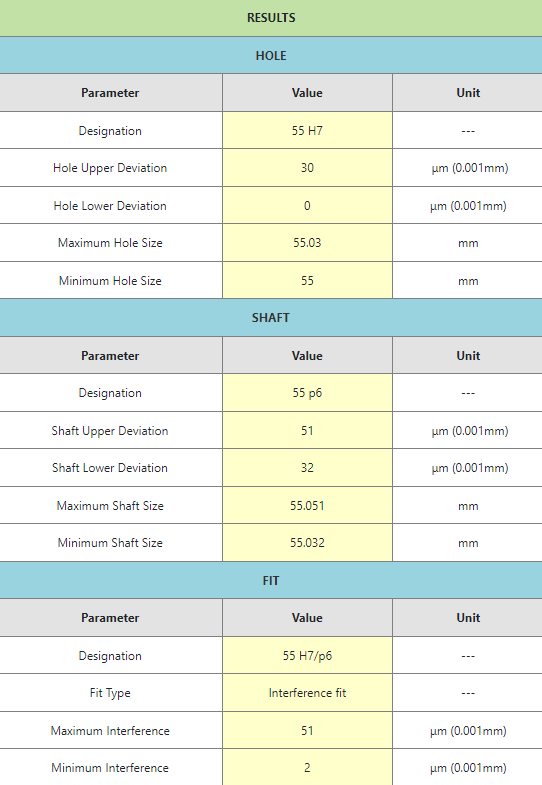 RESULTS
HOLE
Parameter Value Unit
Designation 55 H7 ---
Hole Upper Deviation 30 μm (0.001mm)
Hole Lower Deviation 0 μm (0.001mm)
Maximum Hole Size 55.03 mm
Minimum Hole Size 55 mm
SHAFT
Parameter Value Unit
Designation 55 p6 ---
Shaft Upper Deviation 51 μm (0.001mm)
Shaft Lower Deviation 32 μm (0.001mm)
Maximum Shaft Size 55.051 mm
Minimum Shaft Size 55.032 mm
FIT
Parameter Value Unit
Designation 55 H7/p6 ---
Fit Type Interference fit ---
Maximum Interference 51 μm (0.001mm)
Minimum Interference 2 μm (0.001mm)